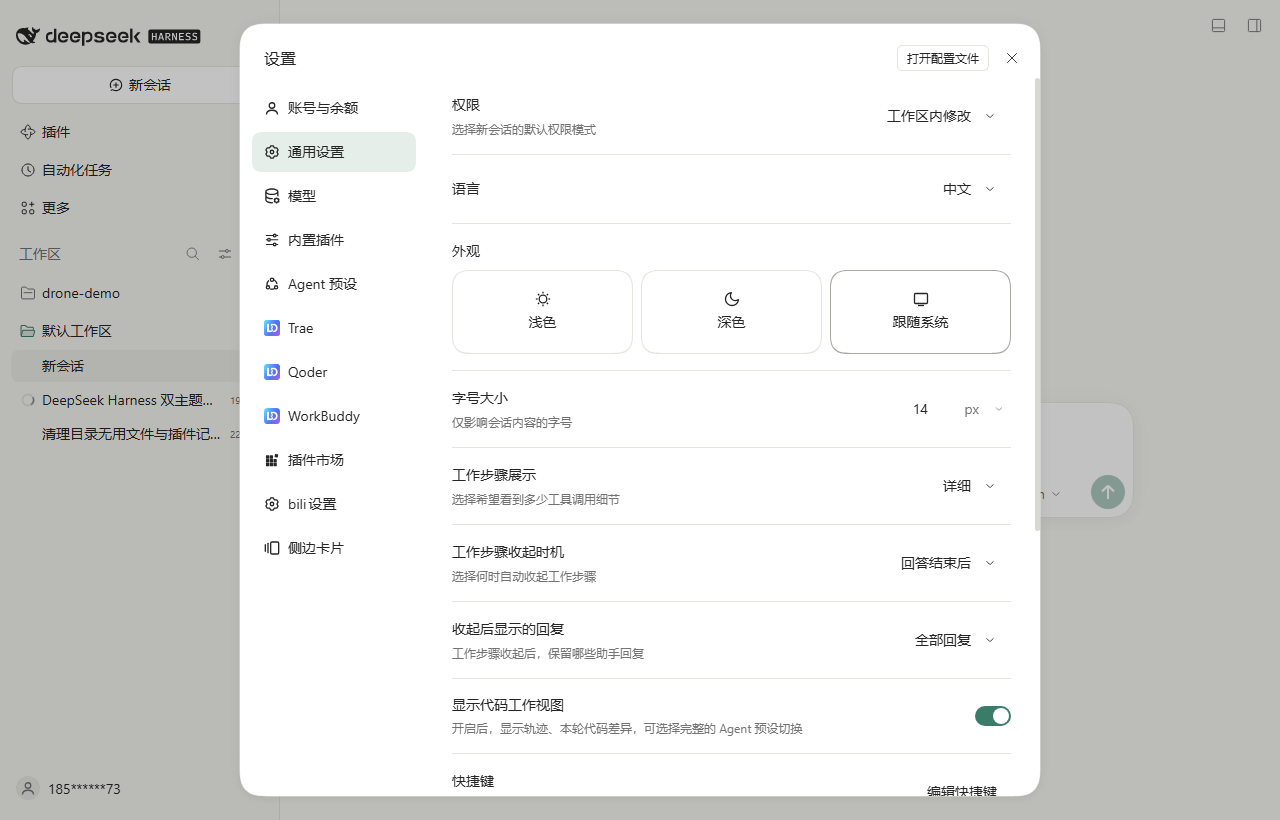 deepseek HARNESS
新会话
插件
自动化任务
更多
工作区
drone-demo
默认工作区
新会话
DeepSeek Harness 双主题... 19
清理目录无用文件与插件记... 22
185******73
设置
打开配置文件
账号与余额
通用设置
模型
内置插件
Agent 预设
Trae
Qoder
WorkBuddy
插件市场
bili 设置
侧边卡片
权限
选择新会话的默认权限模式
工作区内修改
语言
中文
外观
浅色
深色
跟随系统
字号大小
仅影响会话内容的字号
14 px
工作步骤展示
选择希望看到多少工具调用细节
详细
工作步骤收起时机
选择何时自动收起工作步骤
回答结束后
收起后显示的回复
工作步骤收起后，保留哪些助手回复
全部回复
显示代码工作视图
开启后，显示轨迹、本轮代码差异，可选择完整的 Agent 预设切换
快捷键
编辑快捷键